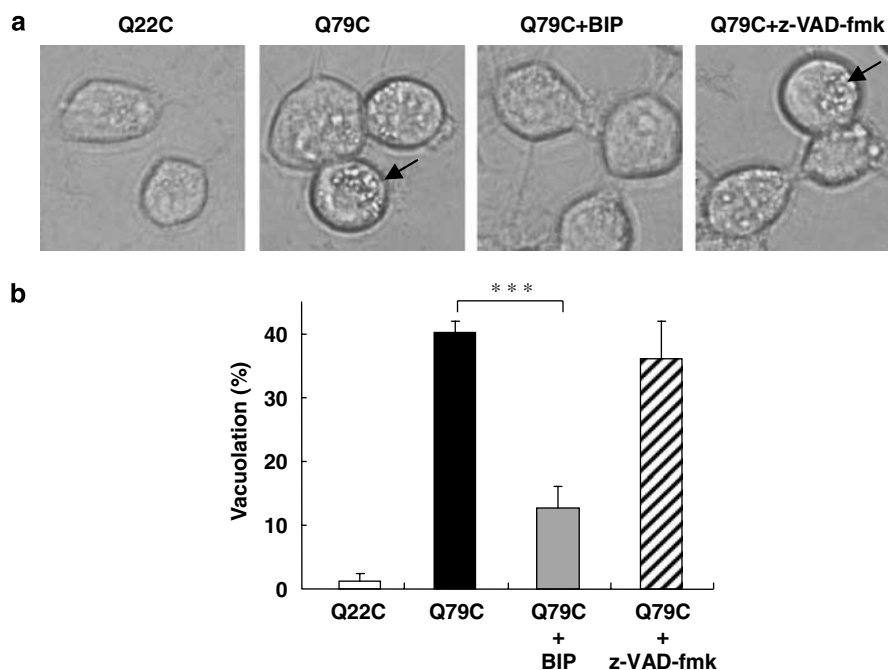 a
Q22C Q79C Q79C+BIP Q79C+z-VAD-fmk
b
***
Vacuolation (%)
40
30
20
10
0
Q22C Q79C Q79C Q79C
+ +
BIP z-VAD-fmk